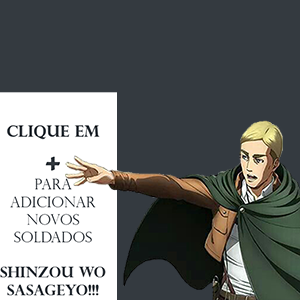 CLIQUE EM
+
PARA
ADICIONAR
NOVOS
SOLDADOS
SHINZOU WO
SASAGEYO!!!